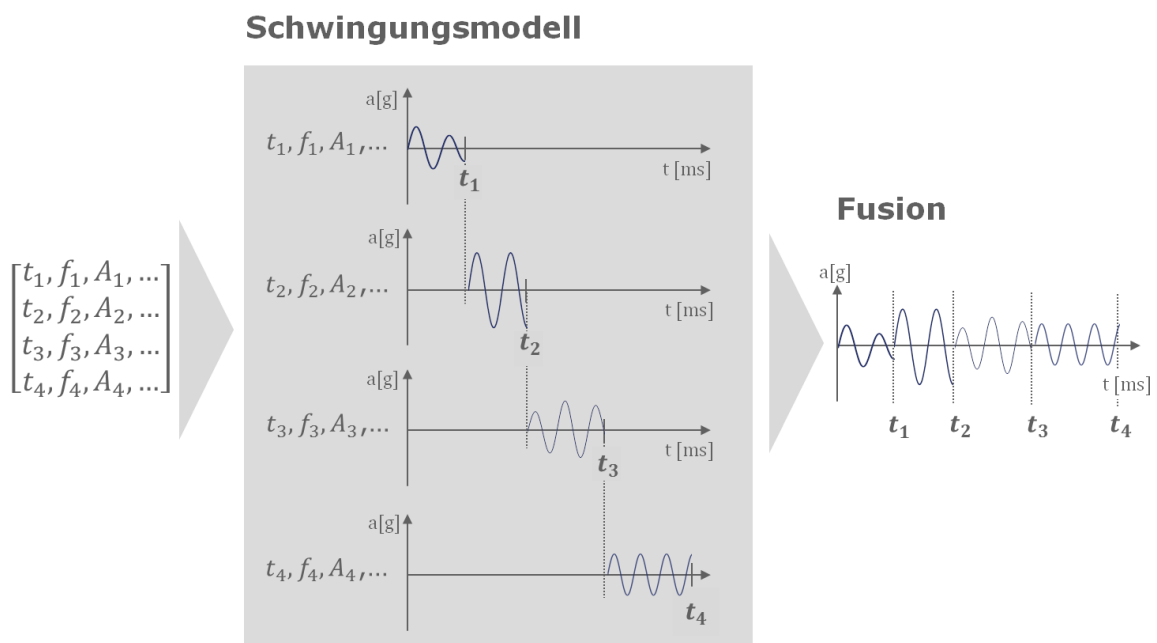 Schwingungsmodell
[t₁, f₁, A₁, ...]
[t₂, f₂, A₂, ...]
[t₃, f₃, A₃, ...]
[t₄, f₄, A₄, ...]
a[g]
t₁, f₁, A₁,...
t [ms]
t₁
a[g]
t₂, f₂, A₂,...
t [ms]
t₂
a[g]
t₃, f₃, A₃,...
t [ms]
t₃
a[g]
t₄, f₄, A₄,...
t₄
Fusion
a[g]
t [ms]
t₁ t₂ t₃ t₄